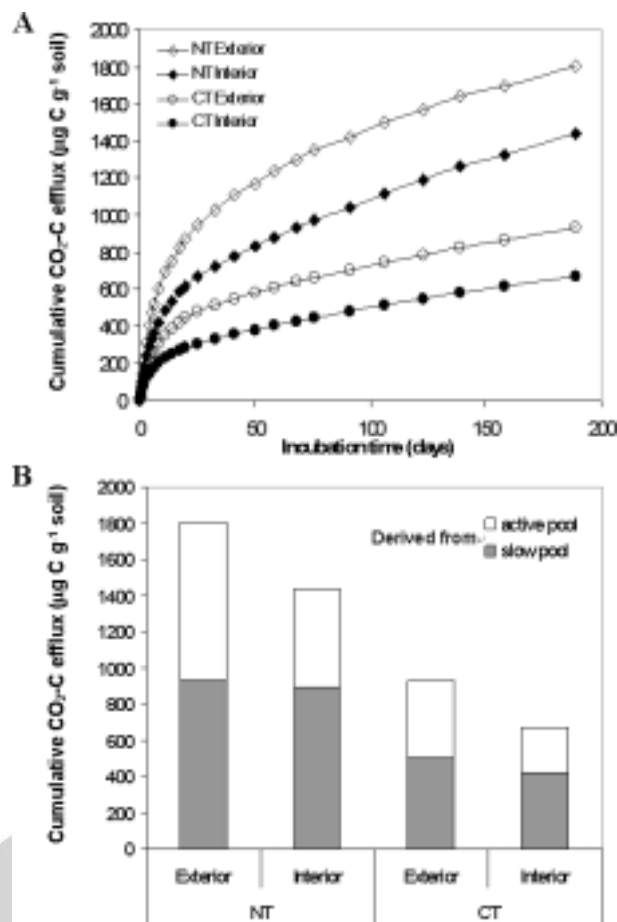 A
Cumulative CO₂-C efflux (µg C g⁻¹ soil)
2000
1800
1600
1400
1200
1000
800
600
400
200
0
NT Exterior
NT Interior
CT Exterior
CT Interior
0
50
100
150
200
Incubation time (days)
B
Cumulative CO₂-C efflux (µg C g⁻¹ soil)
2000
1800
1600
1400
1200
1000
800
600
400
200
0
Derived from
active pool
slow pool
Exterior
Interior
Exterior
Interior
NT
CT